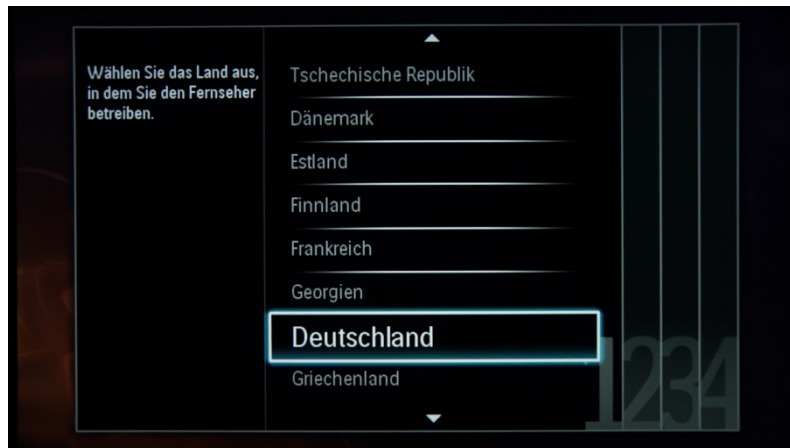 Wählen Sie das Land aus,
in dem Sie den Fernseher
betreiben.
Tschechische Republik
Dänemark
Estland
Finnland
Frankreich
Georgien
Deutschland
Griechenland
1234